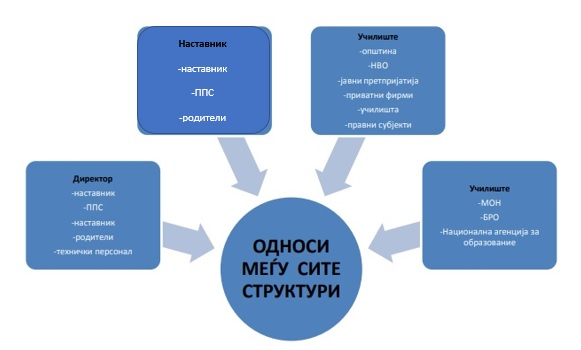 Наставник
-наставник
-ППС
-родители
Училиште
-општина
-НВО
-јавни претпријатија
-приватни фирми
-училишта
-правни субјекти
Директор
-наставник
-ППС
-наставник
-родители
-технички персонал
Училиште
-МОН
-БРО
-Национална агенција за
образование
ОДНОСИ
МЕЃУ СИТЕ
СТРУКТУРИ